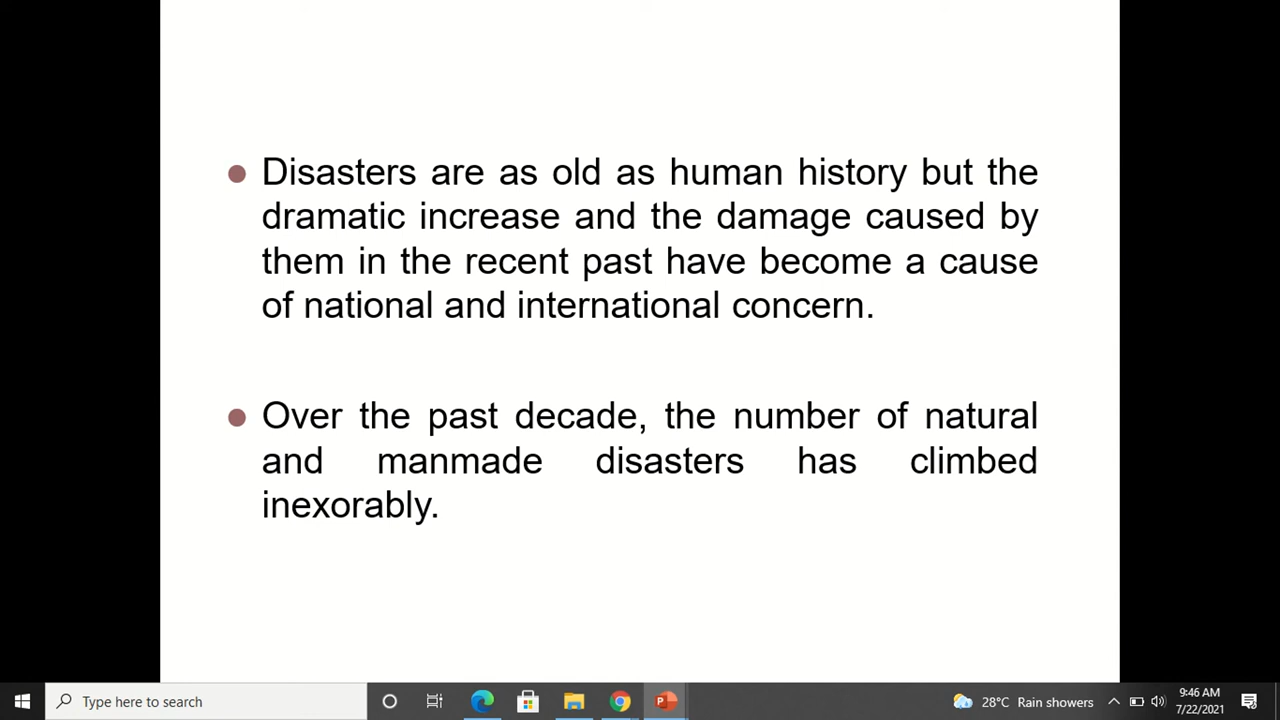 Disasters are as old as human history but the
dramatic increase and the damage caused by
them in the recent past have become a cause
of national and international concern.
Over the past decade, the number of natural
and manmade disasters has climbed
inexorably.
Type here to search
28°C Rain showers
9:46 AM
7/22/2021